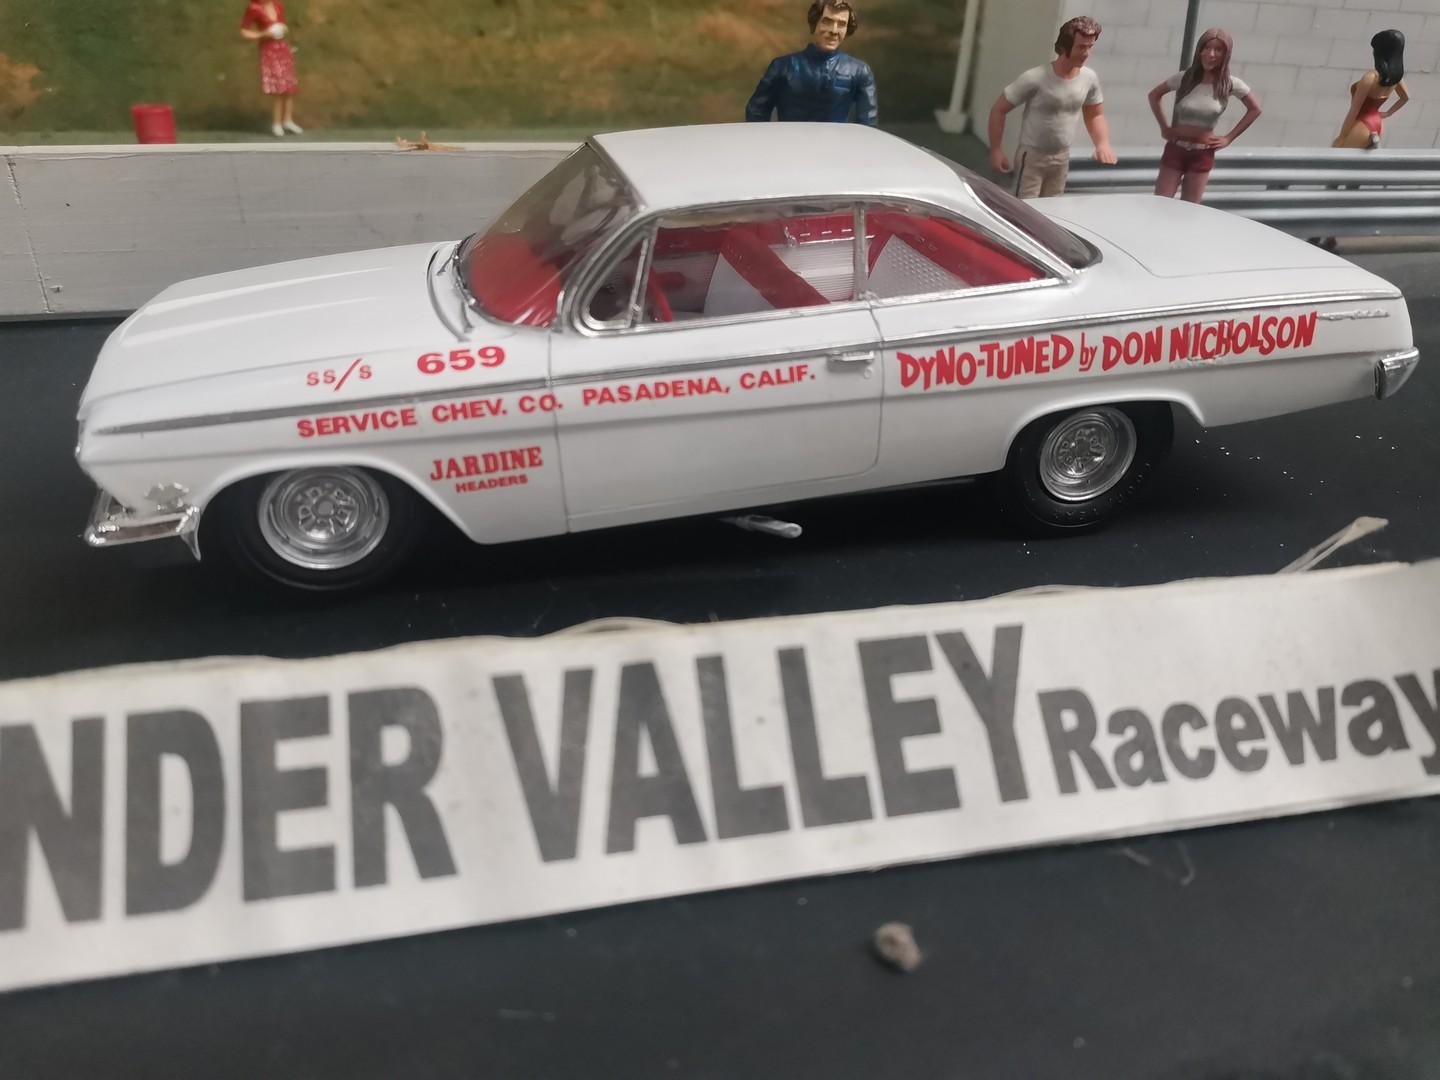 ss/s 659
SERVICE CHEV. CO. PASADENA, CALIF.
JARDINE
HEADERS
DYNO-TUNED by DON NICHOLSON
NDER VALLEY Raceway